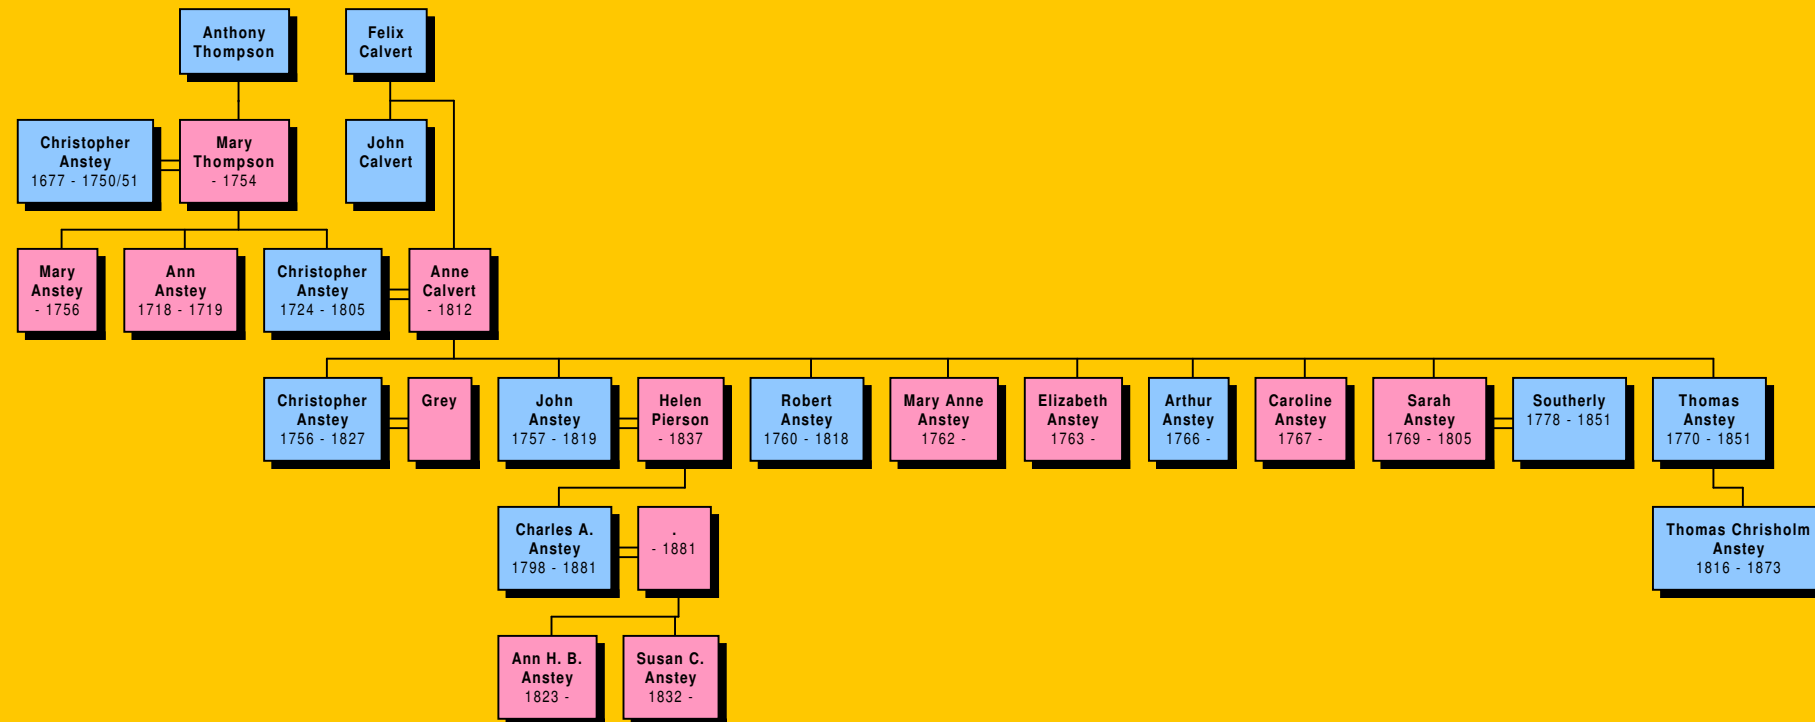 Anthony
Thompson
Felix
Calvert
Christopher
Anstey
1677 - 1750/51
Mary
Thompson
- 1754
John
Calvert
Mary
Anstey
- 1756
Ann
Anstey
1718 - 1719
Christopher
Anstey
1724 - 1805
Anne
Calvert
- 1812
Christopher
Anstey
1756 - 1827
Grey
John
Anstey
1757 - 1819
Helen
Pierson
- 1837
Robert
Anstey
1760 - 1818
Mary Anne
Anstey
1762 -
Elizabeth
Anstey
1763 -
Arthur
Anstey
1766 -
Caroline
Anstey
1767 -
Sarah
Anstey
1769 - 1805
Southerly
1778 - 1851
Thomas
Anstey
1770 - 1851
Charles A.
Anstey
1798 - 1881
.
- 1881
Thomas Chrisholm
Anstey
1816 - 1873
Ann H. B.
Anstey
1823 -
Susan C.
Anstey
1832 -